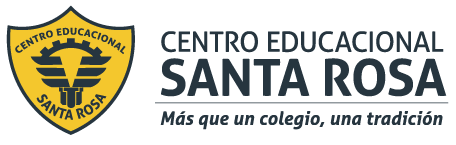 CENTRO EDUCACIONAL
SANTA ROSA
CENTRO EDUCACIONAL
SANTA ROSA
Más que un colegio, una tradición